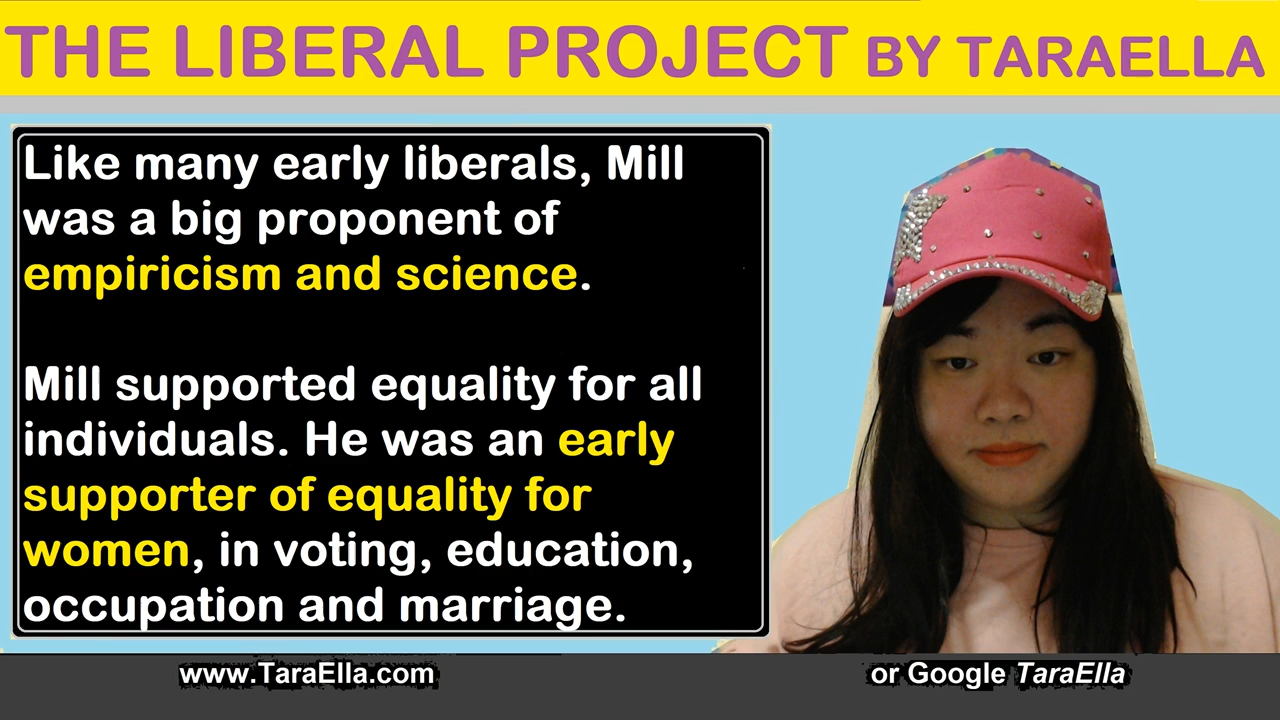 THE LIBERAL PROJECT BY TARAELLA
Like many early liberals, Mill
was a big proponent of
empiricism and science.
Mill supported equality for all
individuals. He was an early
supporter of equality for
women, in voting, education,
occupation and marriage.
www.TaraElla.com
or Google TaraElla